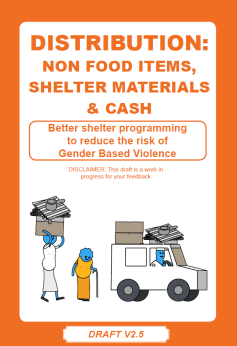 DISTRIBUTION:
NON FOOD ITEMS,
SHELTER MATERIALS
& CASH
Better shelter programming
to reduce the risk of
Gender Based Violence
DISCLAIMER: This draft is a work in
progress for your feedback
DRAFT V2.5